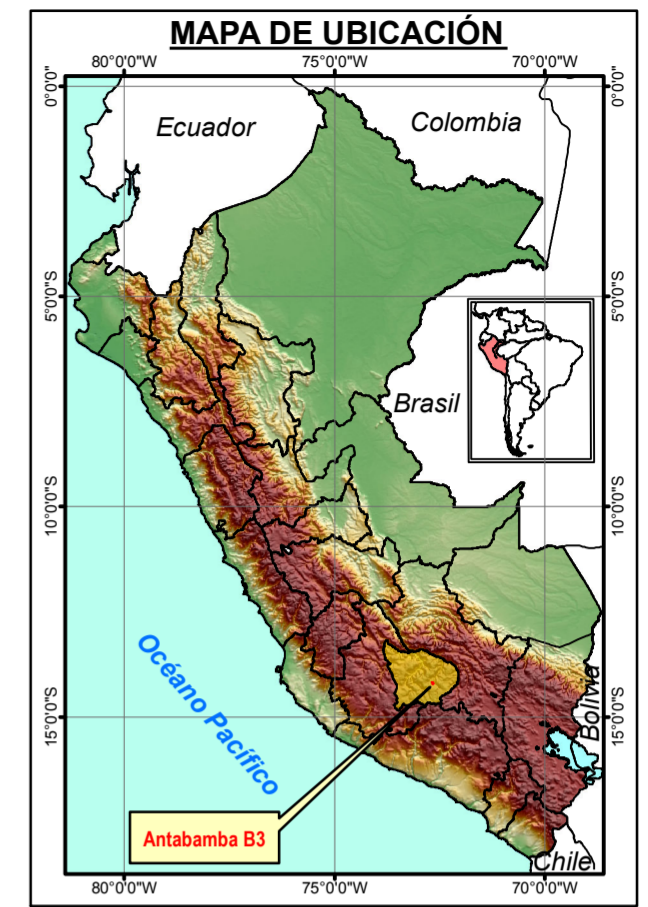 MAPA DE UBICACIÓN
80°0'0"W 75°0'0"W 70°0'0"W
0°0'0" 0°0'0"
Ecuador
Colombia
5°0'0"S 5°0'0"S
Brasil
10°0'0"S 10°0'0"S
Océano Pacífico
Bolivia
15°0'0"S 15°0'0"S
Antabamba B3
Chile
80°0'0"W 75°0'0"W 70°0'0"W